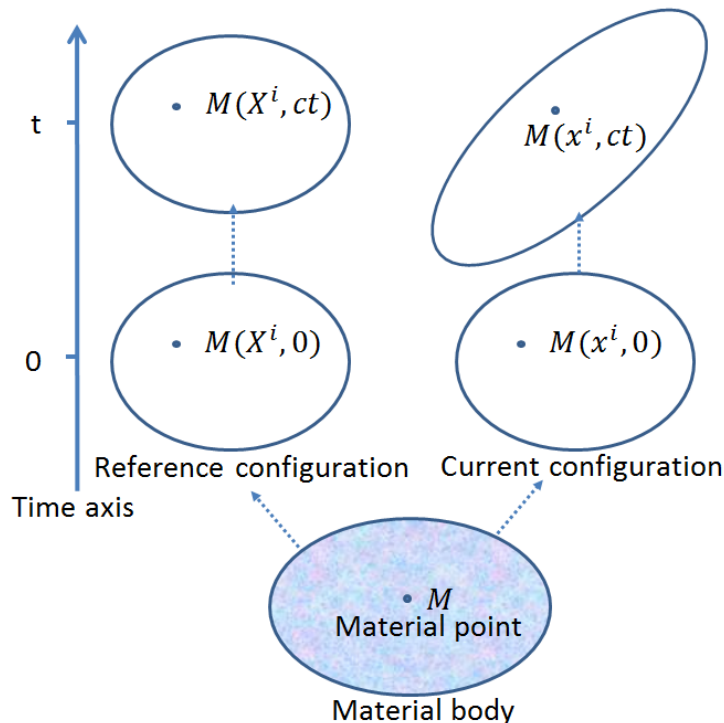 M(X^i, ct)
t
M(x^i, ct)
M(X^i, 0)
M(x^i, 0)
0
Reference configuration
Current configuration
Time axis
M
Material point
Material body